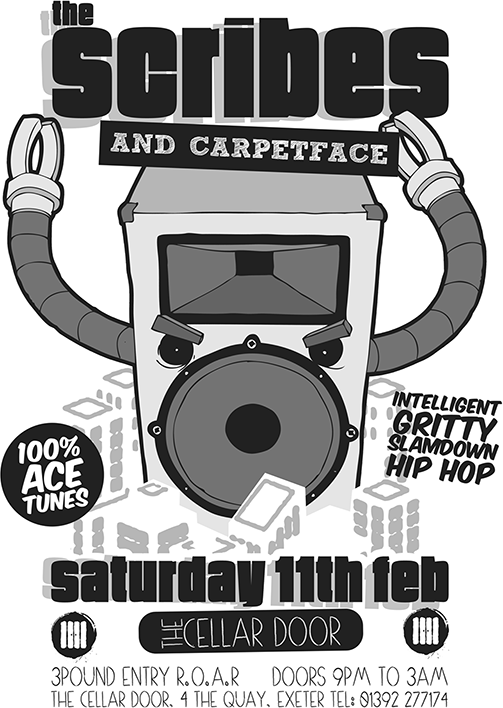 the
scribes
AND CARPETFACE
INTELLIGENT
GRITTY
SLAMDOWN
HIP HOP
100%
ACE
TUNES
saturday 11th feb
THE CELLAR DOOR
3POUND ENTRY R.O.A.R DOORS 9PM TO 3AM
THE CELLAR DOOR, 4 THE QUAY, EXETER TEL: 01392 277174